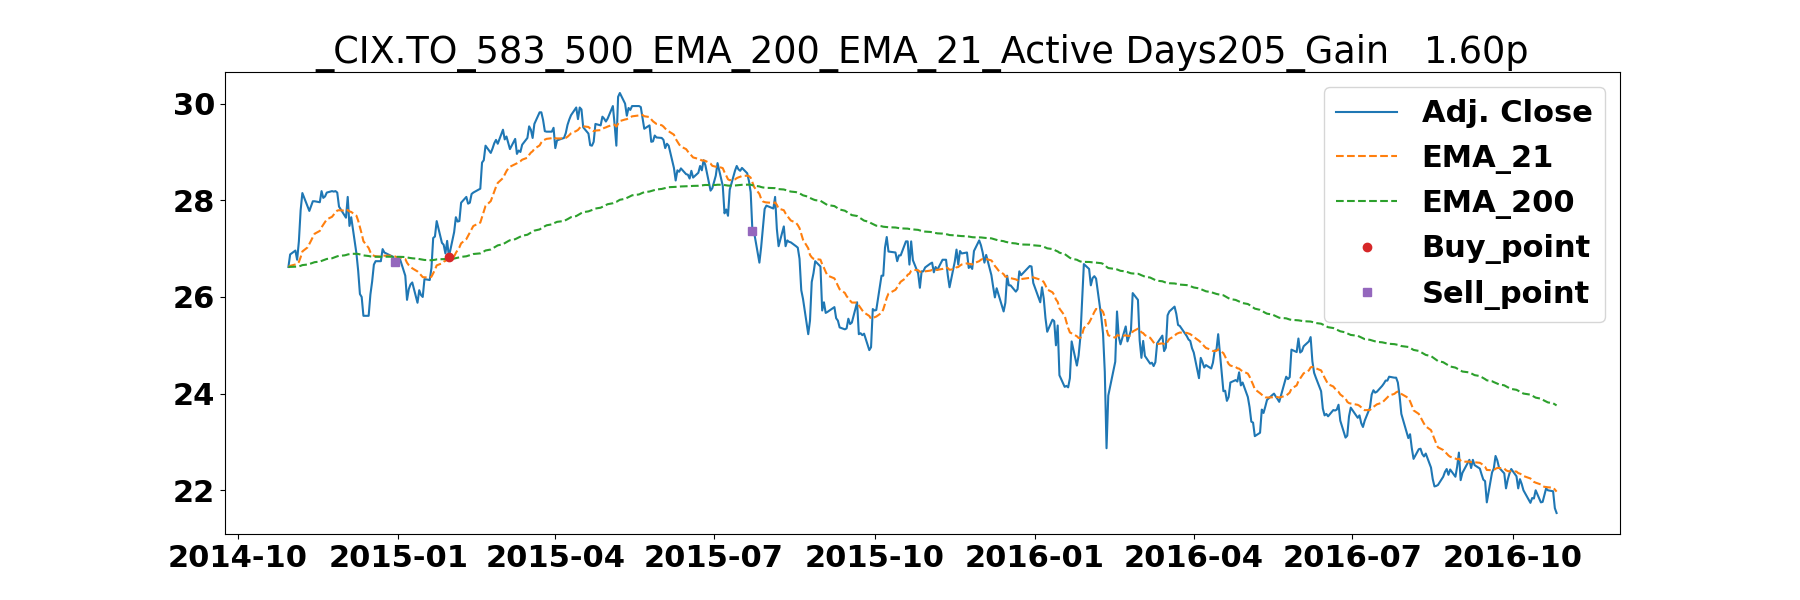 _CIX.TO_583_500_EMA_200_EMA_21_Active Days205_Gain   1.60p
30
28
26
24
22
Adj. Close
EMA_21
EMA_200
Buy_point
Sell_point
2014-10 2015-01 2015-04 2015-07 2015-10 2016-01 2016-04 2016-07 2016-10